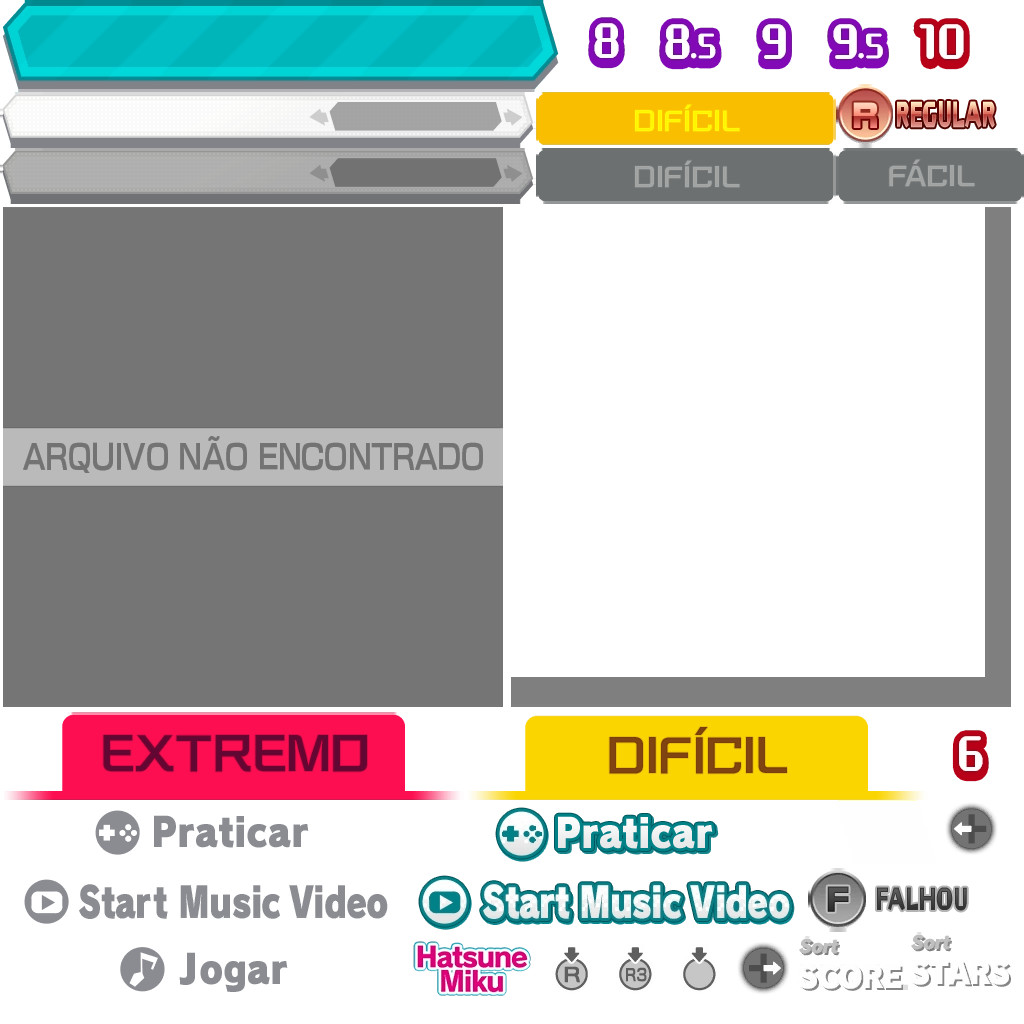 8 8.5 9 9.5 10
DIFÍCIL R REGULAR
DIFÍCIL FÁCIL
ARQUIVO NÃO ENCONTRADO
EXTREMO DIFÍCIL 6
Praticar Praticar
Start Music Video Start Music Video F FALHOU
Jogar
Hatsune
Miku
R R3
Sort
SCORE
Sort
STARS